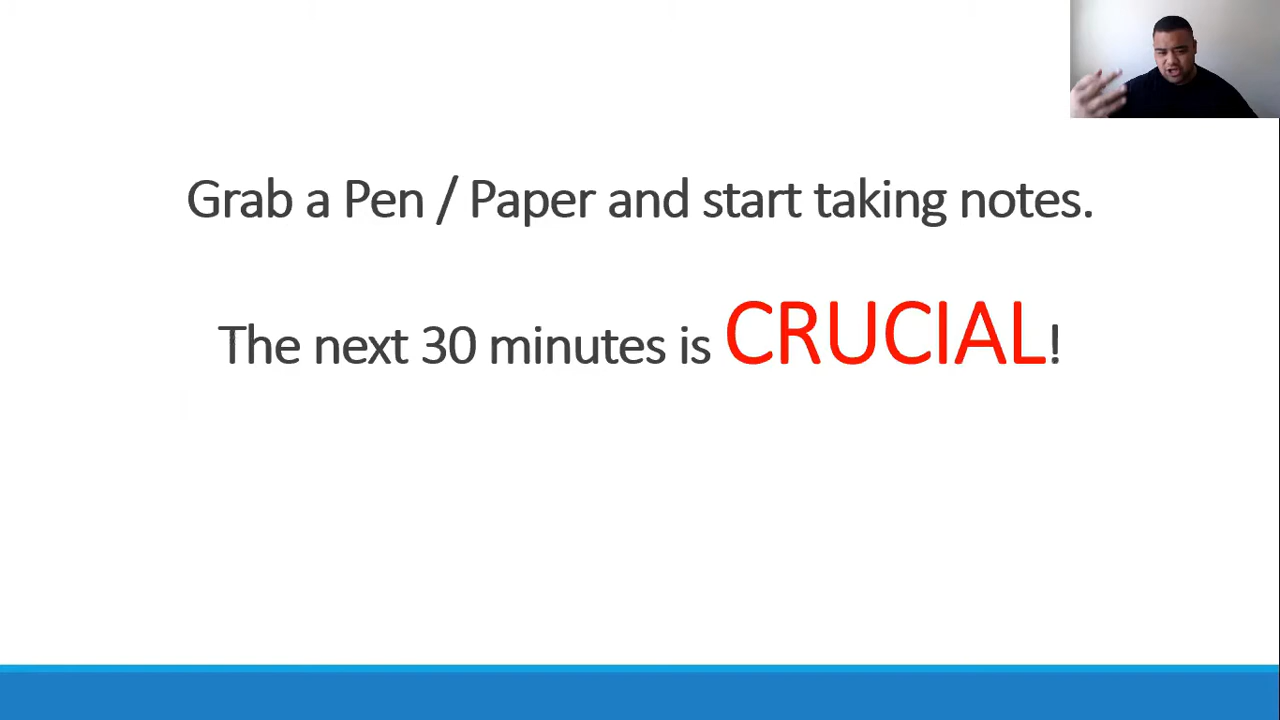 Grab a Pen / Paper and start taking notes.
The next 30 minutes is CRUCIAL!